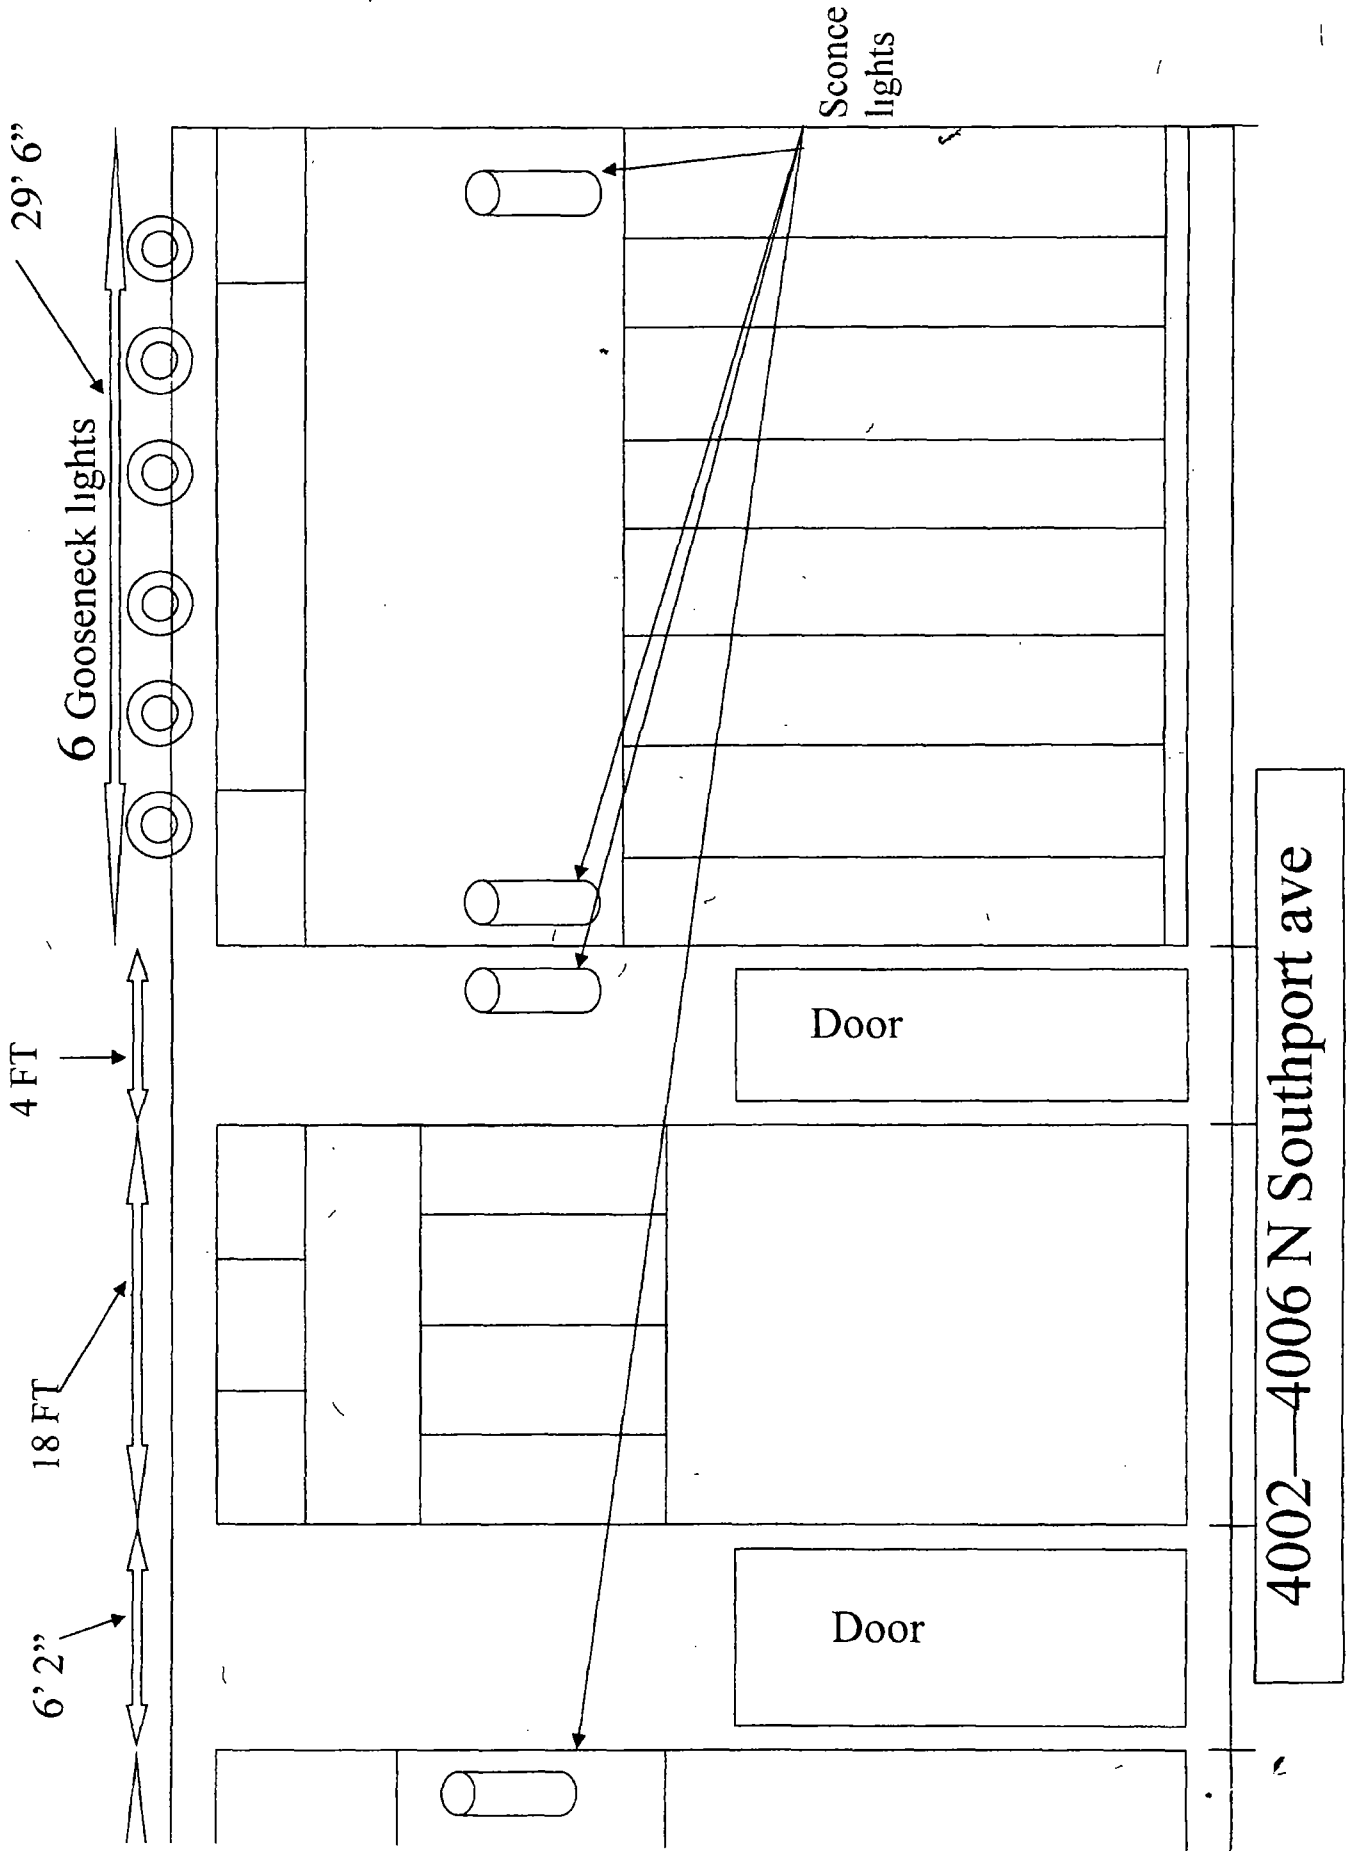 6' 2"
18 FT
4 FT
29' 6"
6 Gooseneck lights
Sconce
lights
Door
Door
4002—4006 N Southport ave